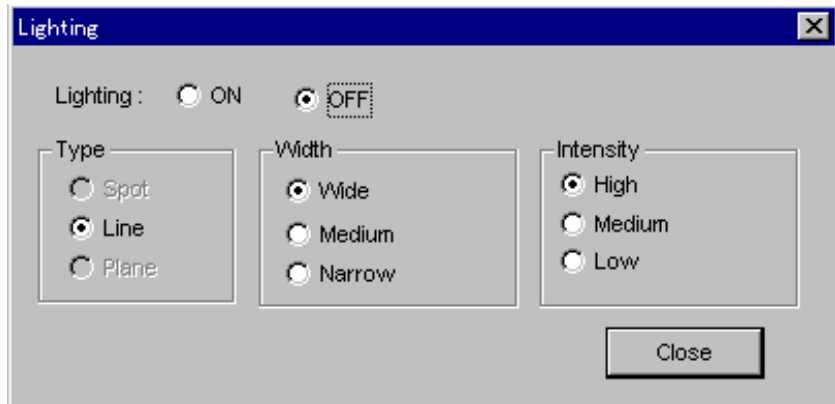 Lighting
Lighting : ON OFF
Type
Spot
Line
Plane
Width
Wide
Medium
Narrow
Intensity
High
Medium
Low
Close